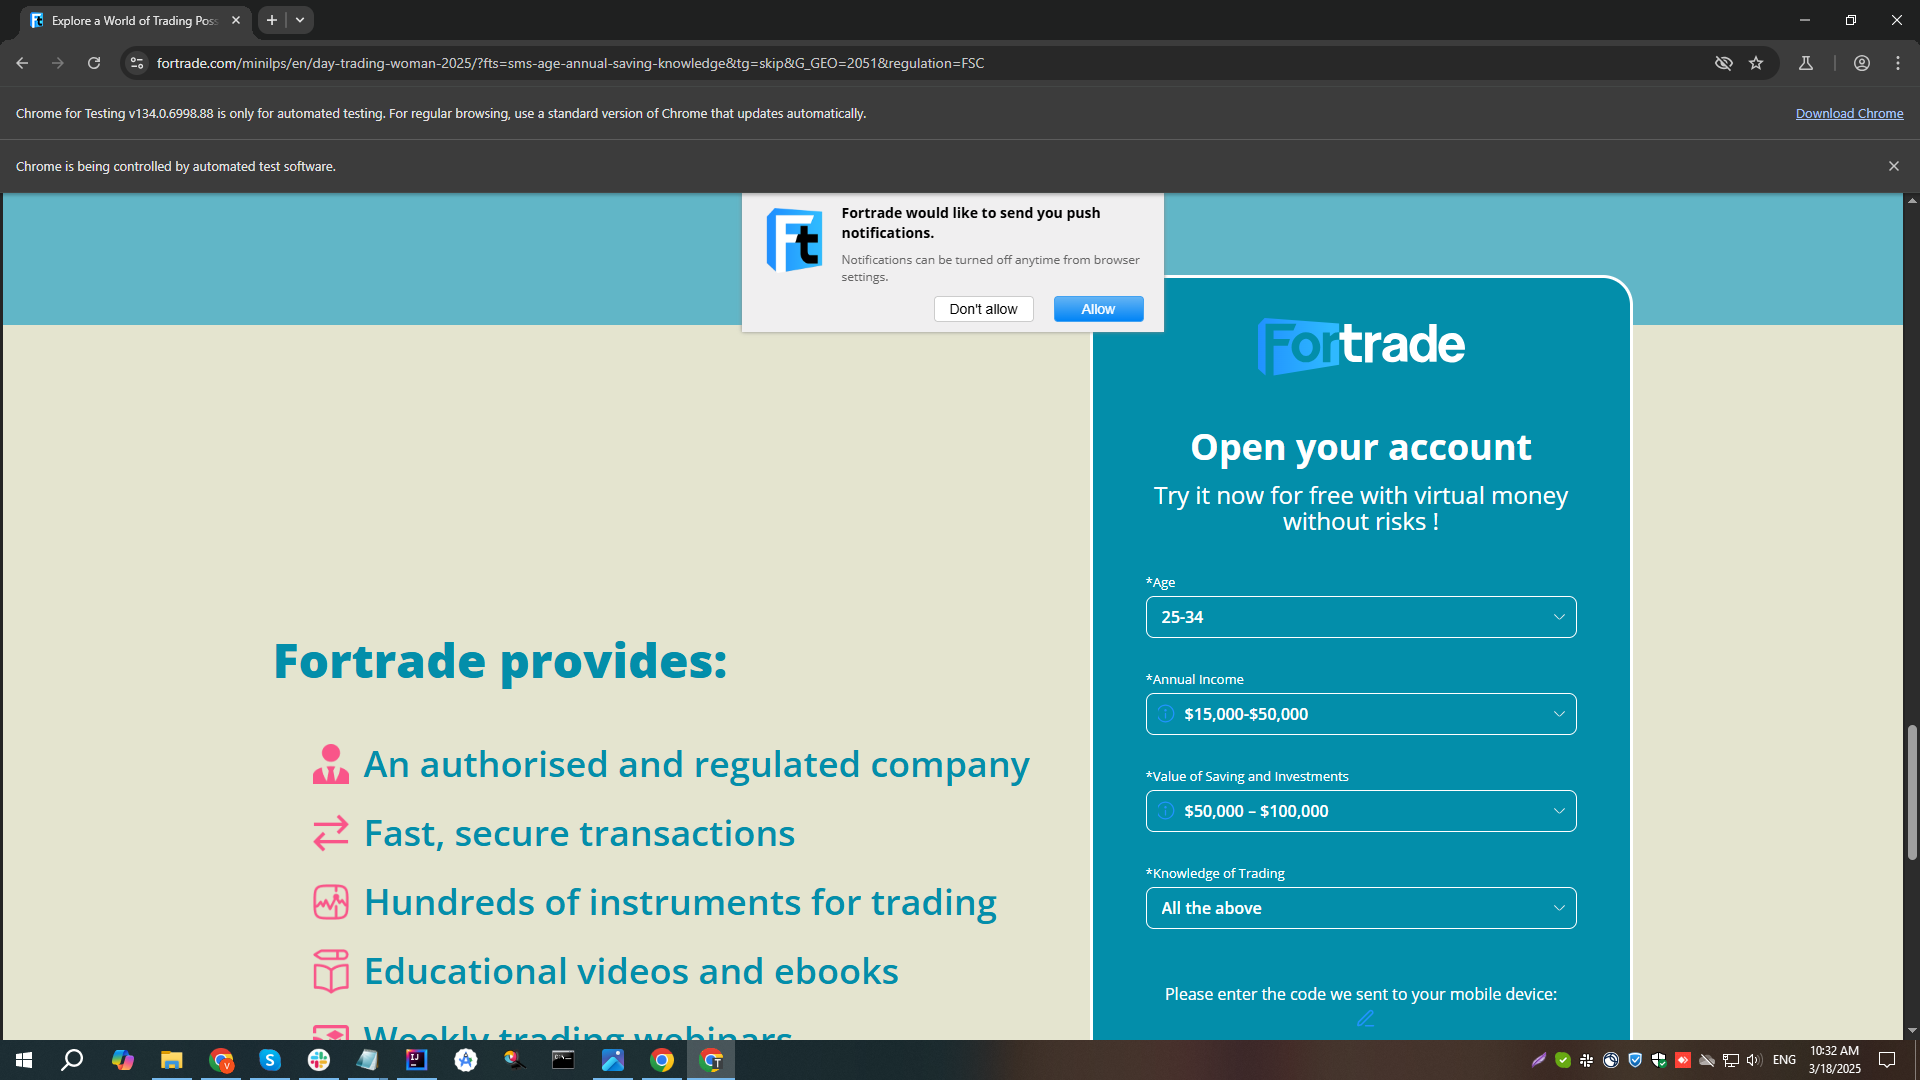 Explore a World of Trading Poss
fortrade.com/minilps/en/day-trading-woman-2025/?fts=sms-age-annual-saving-knowledge&tg=skip&G_GEO=2051&regulation=FSC
Chrome for Testing v134.0.6998.88 is only for automated testing. For regular browsing, use a standard version of Chrome that updates automatically.
Download Chrome
Chrome is being controlled by automated test software.
Ft
Fortrade would like to send you push
notifications.
Notifications can be turned off anytime from browser
settings.
Don't allow
Allow
Fortrade
Open your account
Try it now for free with virtual money
without risks !
*Age
25-34
*Annual Income
$15,000-$50,000
*Value of Saving and Investments
$50,000 – $100,000
*Knowledge of Trading
All the above
Please enter the code we sent to your mobile device:
Fortrade provides:
An authorised and regulated company
Fast, secure transactions
Hundreds of instruments for trading
Educational videos and ebooks
Weekly trading webinars
ENG
10:32 AM
3/18/2025